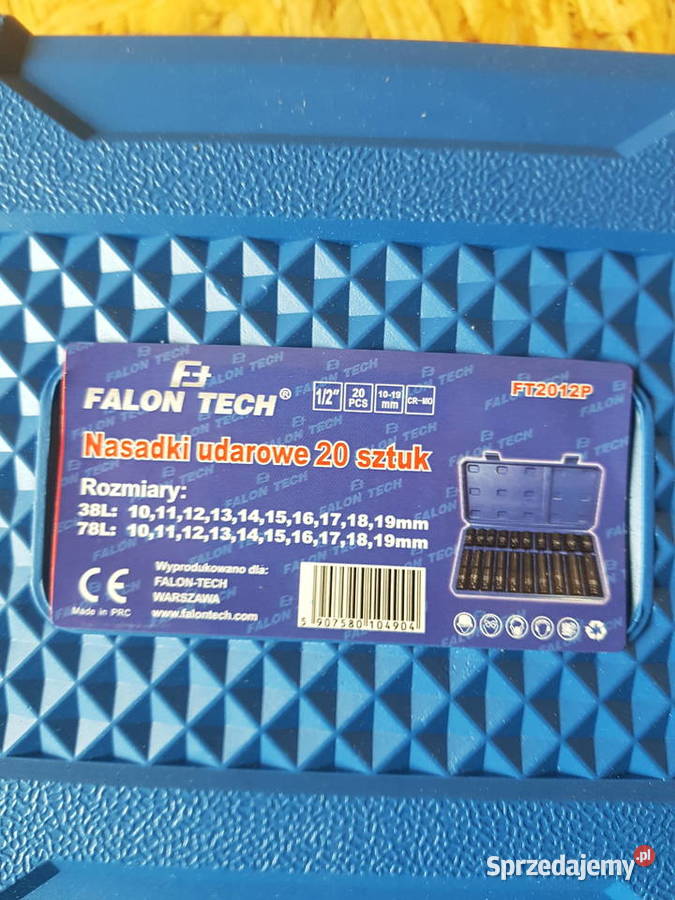 FALON TECH®
1/2"
20 PCS
10-19 mm
CR-MO
FT2012P
Nasadki udarowe 20 sztuk
Rozmiary:
38L: 10,11,12,13,14,15,16,17,18,19mm
78L: 10,11,12,13,14,15,16,17,18,19mm
CE
Made in PRC
Wyprodukowano dla:
FALON-TECH
WARSZAWA
www.falontech.com
5 907580 104904
Sprzedajemy.pl